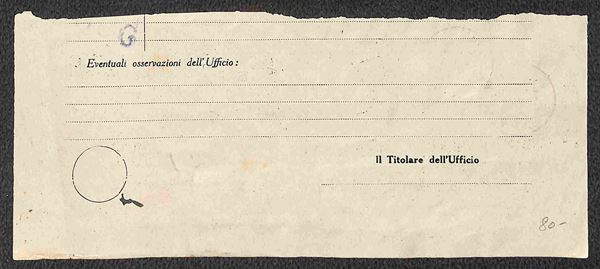 G
Eventuali osservazioni dell'Ufficio :
Il Titolare dell'Ufficio
80-